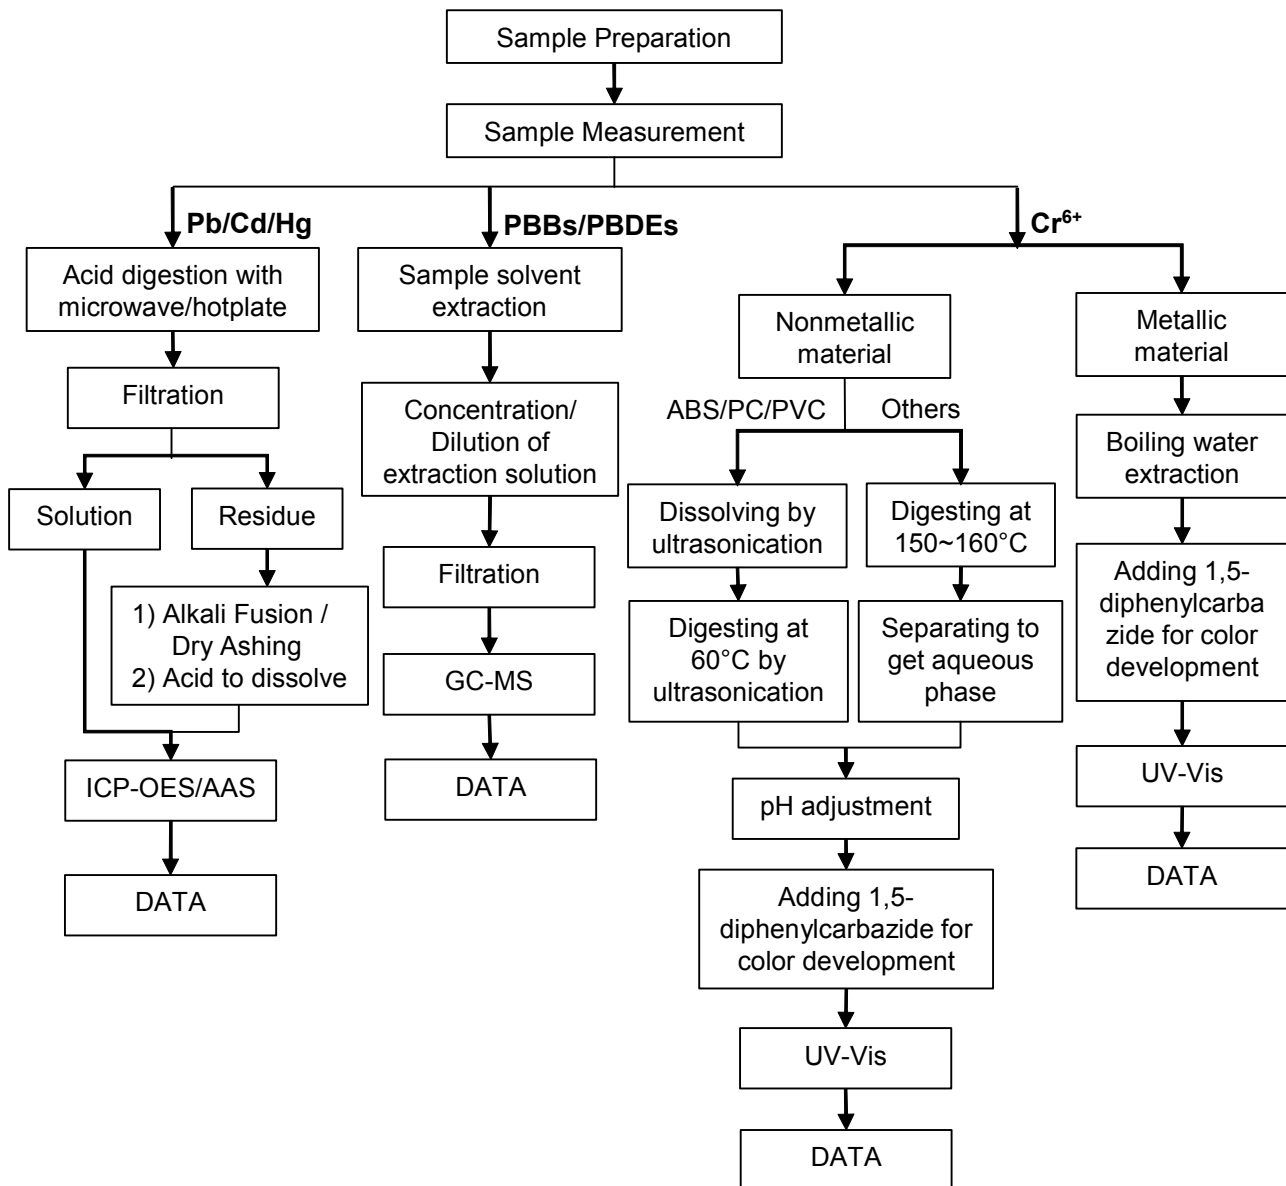 Sample Preparation
Sample Measurement
Pb/Cd/Hg
Acid digestion with
microwave/hotplate
Filtration
Solution
Residue
1) Alkali Fusion /
Dry Ashing
2) Acid to dissolve
ICP-OES/AAS
DATA
PBBs/PBDEs
Sample solvent
extraction
Concentration/
Dilution of
extraction solution
Filtration
GC-MS
DATA
Cr⁶⁺
Nonmetallic
material
ABS/PC/PVC
Others
Dissolving by
ultrasonication
Digesting at
60°C by
ultrasonication
Digesting at
150~160°C
Separating to
get aqueous
phase
pH adjustment
Adding 1,5-
diphenylcarbazide for
color development
UV-Vis
DATA
Metallic
material
Boiling water
extraction
Adding 1,5-
diphenylcarba
zide for color
development
UV-Vis
DATA